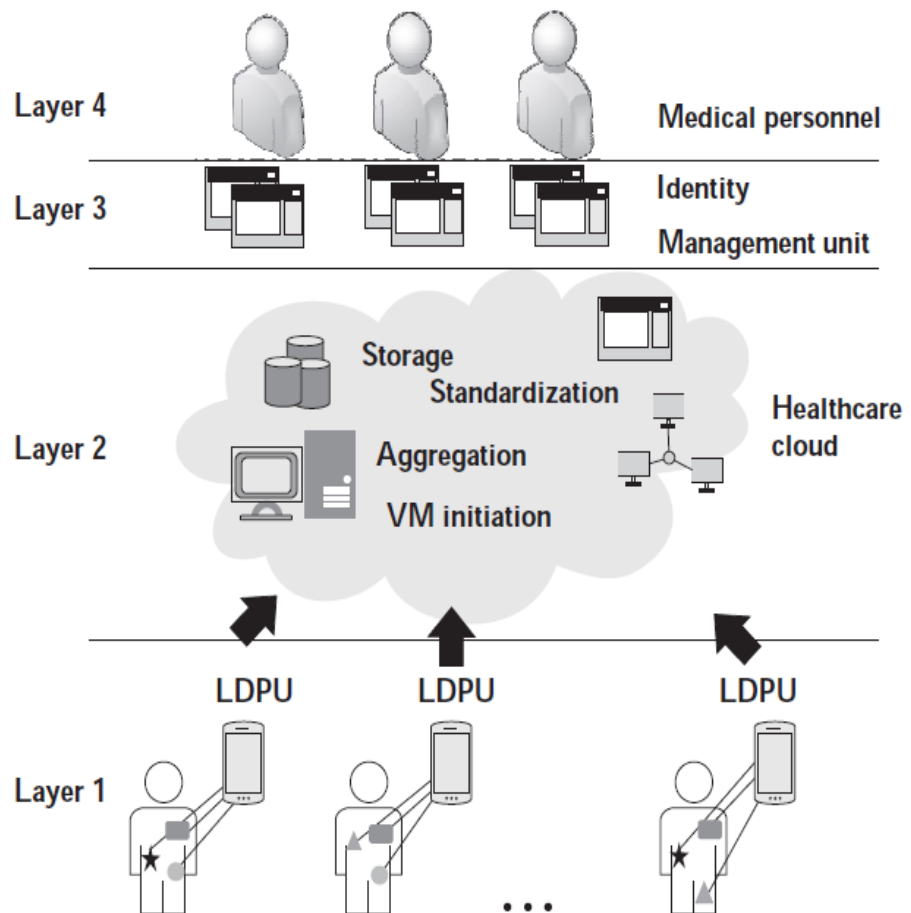 Layer 4
Medical personnel
Layer 3
Identity
Management unit
Layer 2
Storage
Standardization
Aggregation
VM initiation
Healthcare
cloud
LDPU
LDPU
LDPU
Layer 1
...